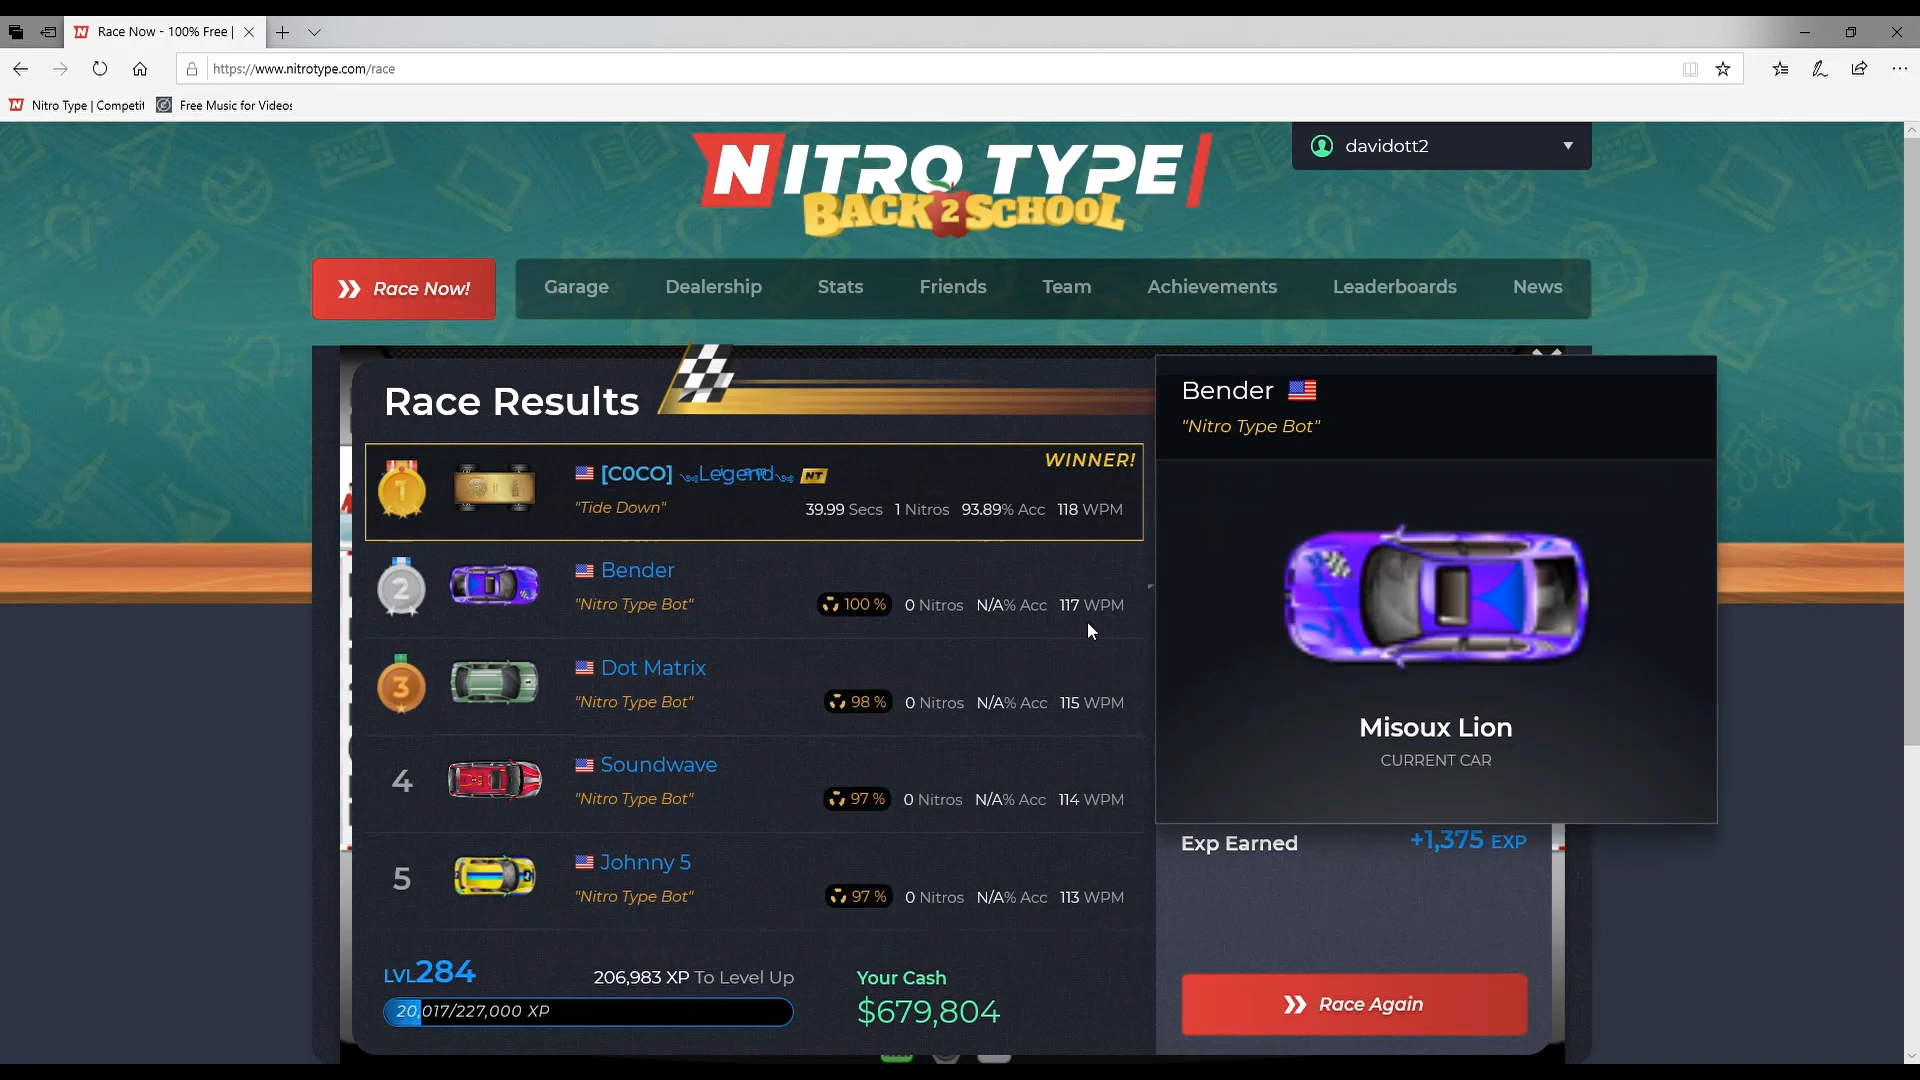 Race Now - 100% Free |
https://www.nitrotype.com/race
Nitro Type | Competit
Free Music for Videos
NITRO TYPE
BACK 2 SCHOOL
davidott2
Race Now!
Garage
Dealership
Stats
Friends
Team
Achievements
Leaderboards
News
Race Results
1
[C0CO] ༄Legend༄ NT
WINNER!
"Tide Down"
39.99 Secs 1 Nitros 93.89% Acc 118 WPM
2
Bender
"Nitro Type Bot"
100 % 0 Nitros N/A% Acc 117 WPM
3
Dot Matrix
"Nitro Type Bot"
98 % 0 Nitros N/A% Acc 115 WPM
4
Soundwave
"Nitro Type Bot"
97 % 0 Nitros N/A% Acc 114 WPM
5
Johnny 5
"Nitro Type Bot"
97 % 0 Nitros N/A% Acc 113 WPM
LVL284
206,983 XP To Level Up
20,017/227,000 XP
Your Cash
$679,804
Bender
"Nitro Type Bot"
Misoux Lion
CURRENT CAR
Exp Earned
+1,375 EXP
Race Again